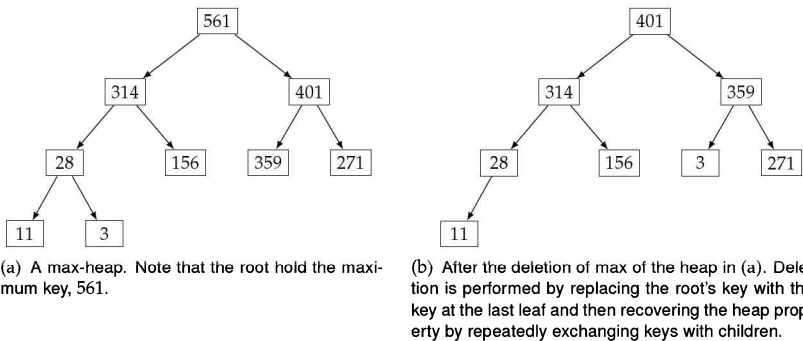 561
401
314
401
314
359
28
156
359
271
28
156
3
271
11
3
11
(a) A max-heap. Note that the root hold the maxi-
mum key, 561.
(b) After the deletion of max of the heap in (a). Dele
tion is performed by replacing the root's key with th
key at the last leaf and then recovering the heap prop
erty by repeatedly exchanging keys with children.